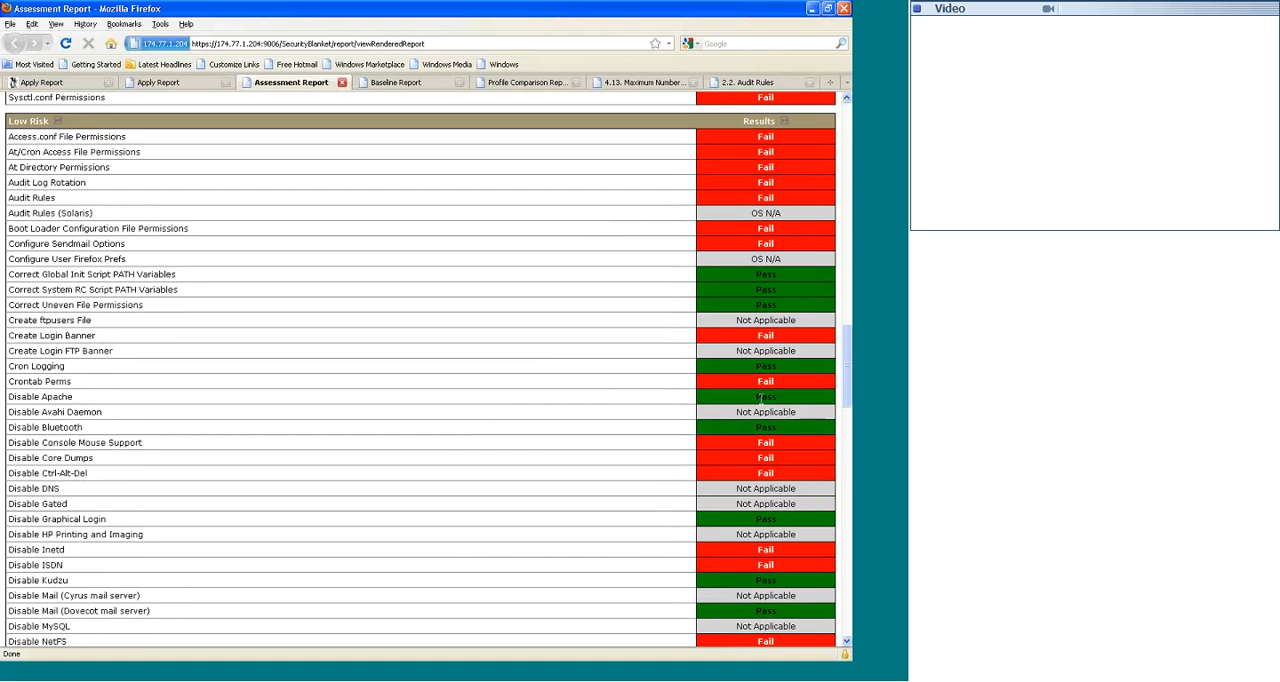 Assessment Report - Mozilla Firefox
Video
File Edit View History Bookmarks Tools Help
174.77.1.204 https://174.77.1.204:9006/SecurityBlanket/report/viewRenderedReport
Google
Most Visited Getting Started Latest Headlines Customize Links Free Hotmail Windows Marketplace Windows Media Windows
Apply Report Apply Report Assessment Report Baseline Report Profile Comparison Rep... 4.13. Maximum Number... 2.2. Audit Rules
Sysctl.conf Permissions Fail
Low Risk Results
Access.conf File Permissions Fail
At/Cron Access File Permissions Fail
At Directory Permissions Fail
Audit Log Rotation Fail
Audit Rules Fail
Audit Rules (Solaris) OS N/A
Boot Loader Configuration File Permissions Fail
Configure Sendmail Options Fail
Configure User Firefox Prefs OS N/A
Correct Global Init Script PATH Variables Pass
Correct System RC Script PATH Variables Pass
Correct Uneven File Permissions Pass
Create ftpusers File Not Applicable
Create Login Banner Fail
Create Login FTP Banner Not Applicable
Cron Logging Pass
Crontab Perms Fail
Disable Apache Pass
Disable Avahi Daemon Not Applicable
Disable Bluetooth Pass
Disable Console Mouse Support Fail
Disable Core Dumps Fail
Disable Ctrl-Alt-Del Fail
Disable DNS Not Applicable
Disable Gated Not Applicable
Disable Graphical Login Pass
Disable HP Printing and Imaging Not Applicable
Disable Inetd Fail
Disable ISDN Fail
Disable Kudzu Pass
Disable Mail (Cyrus mail server) Not Applicable
Disable Mail (Dovecot mail server) Pass
Disable MySQL Not Applicable
Disable NetFS Fail
Done